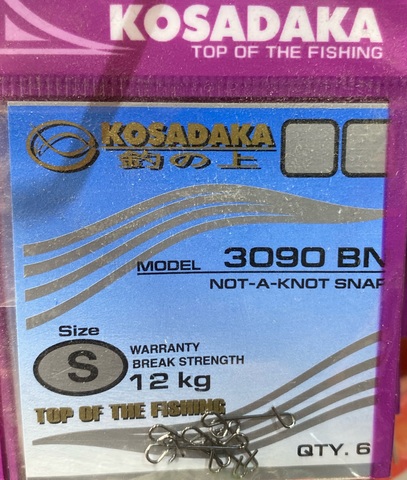 KOSADAKA
TOP OF THE FISHING
KOSADAKA
釣の上
MODEL 3090 BN
NOT-A-KNOT SNAP
Size
S
WARRANTY
BREAK STRENGTH
12 kg
TOP OF THE FISHING
QTY. 6